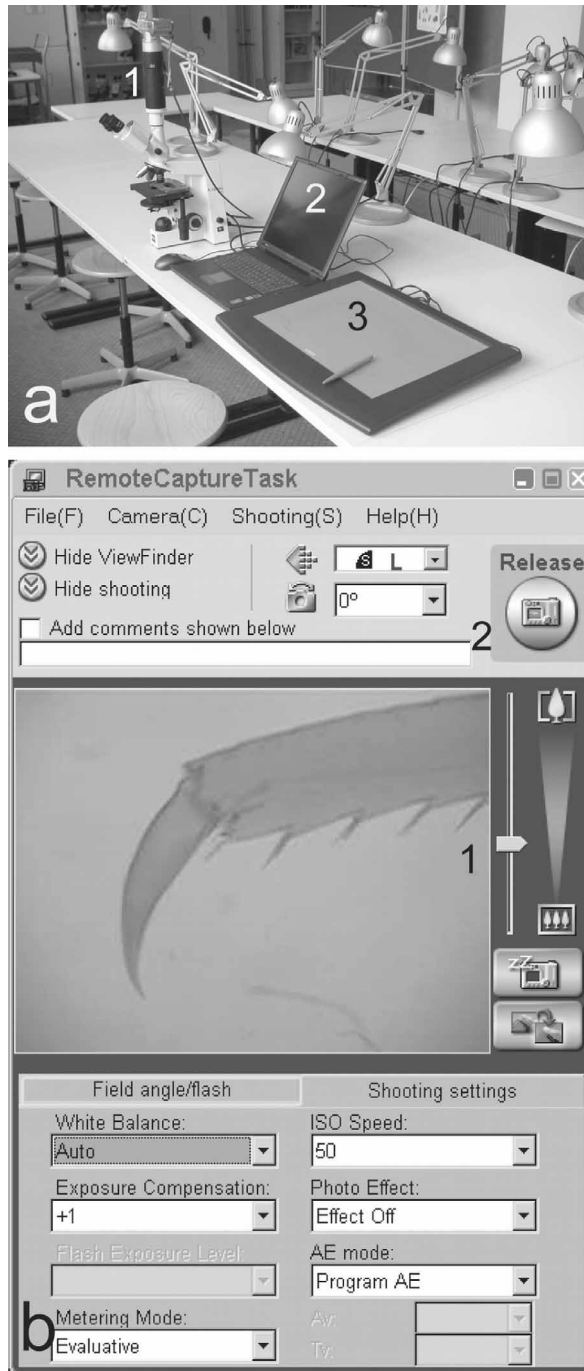 1
2
3
a
RemoteCaptureTask
File(F) Camera(C) Shooting(S) Help(H)
Hide ViewFinder
Hide shooting
S L
0°
Release
Add comments shown below
2
1
zz
Field angle/flash
Shooting settings
White Balance:
Auto
ISO Speed:
50
Exposure Compensation:
+1
Photo Effect:
Effect Off
Flash Exposure Level:
AE mode:
Program AE
Metering Mode:
Evaluative
Av:
Tv:
b